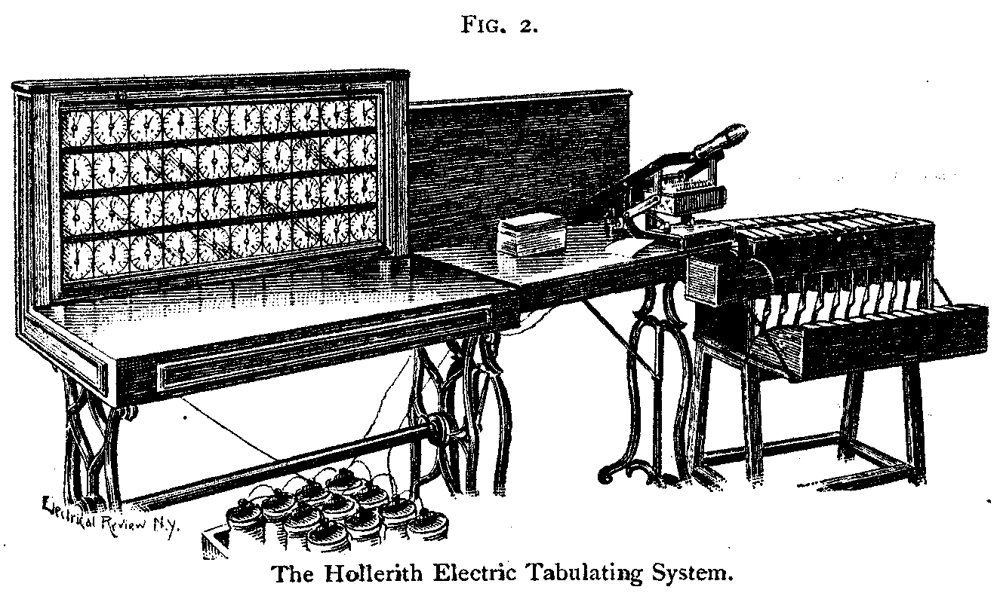 FIG. 2.
Electrical Review N.Y.
The Hollerith Electric Tabulating System.